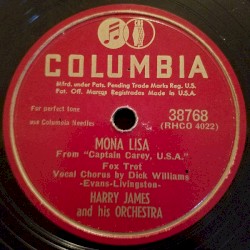 COLUMBIA
Mfrd. under Pats. Pending Trade Marks Reg. U.S.
Pat. Off. Marcas Registradas Made in U.S.A.
For perfect tone
use Columbia Needles
38768
(RHCO 4022)
MONA LISA
From "Captain Carey, U.S.A."
Fox Trot
Vocal Chorus by Dick Williams
-Evans-Livingston-
HARRY JAMES
and his ORCHESTRA